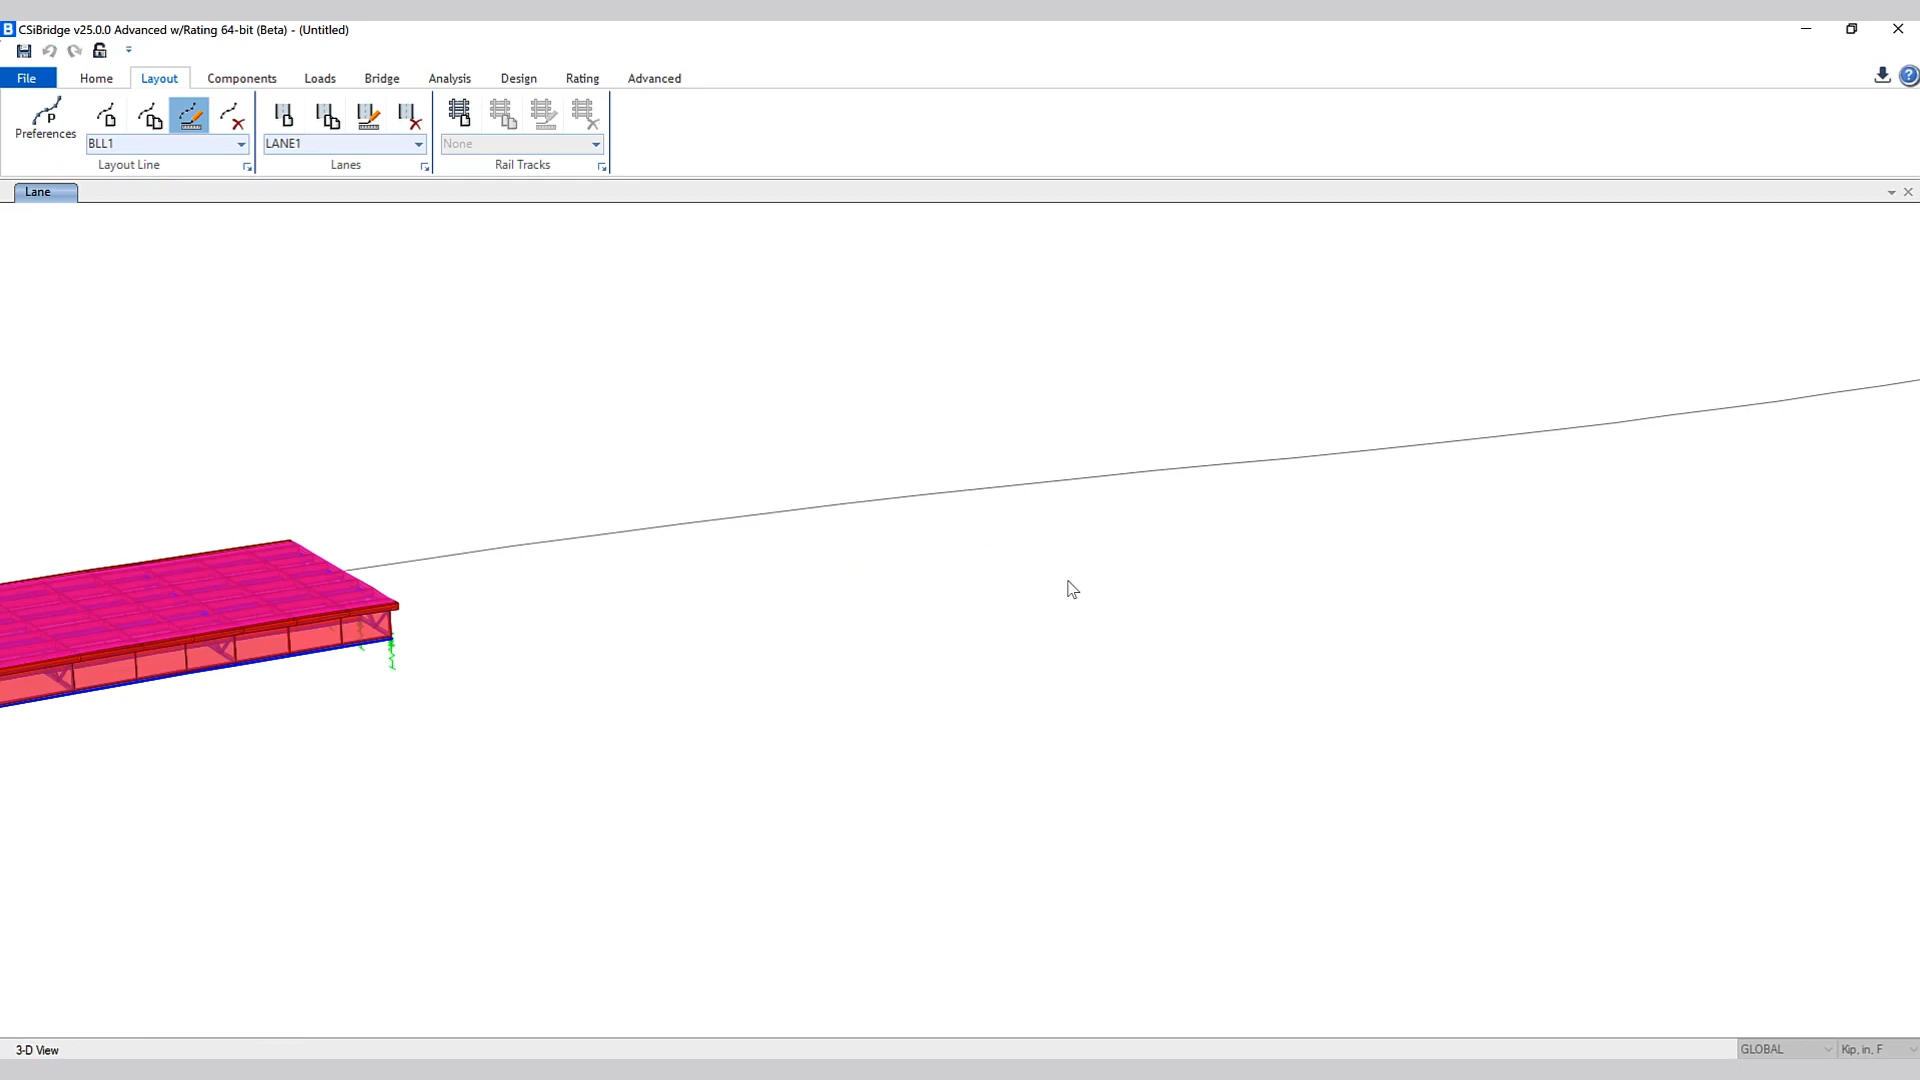 B CSiBridge v25.0.0 Advanced w/Rating 64-bit (Beta) - (Untitled)
File Home Layout Components Loads Bridge Analysis Design Rating Advanced
P
Preferences
BLL1 LANE1 None
Layout Line Lanes Rail Tracks
Lane
3-D View GLOBAL Kip, in, F